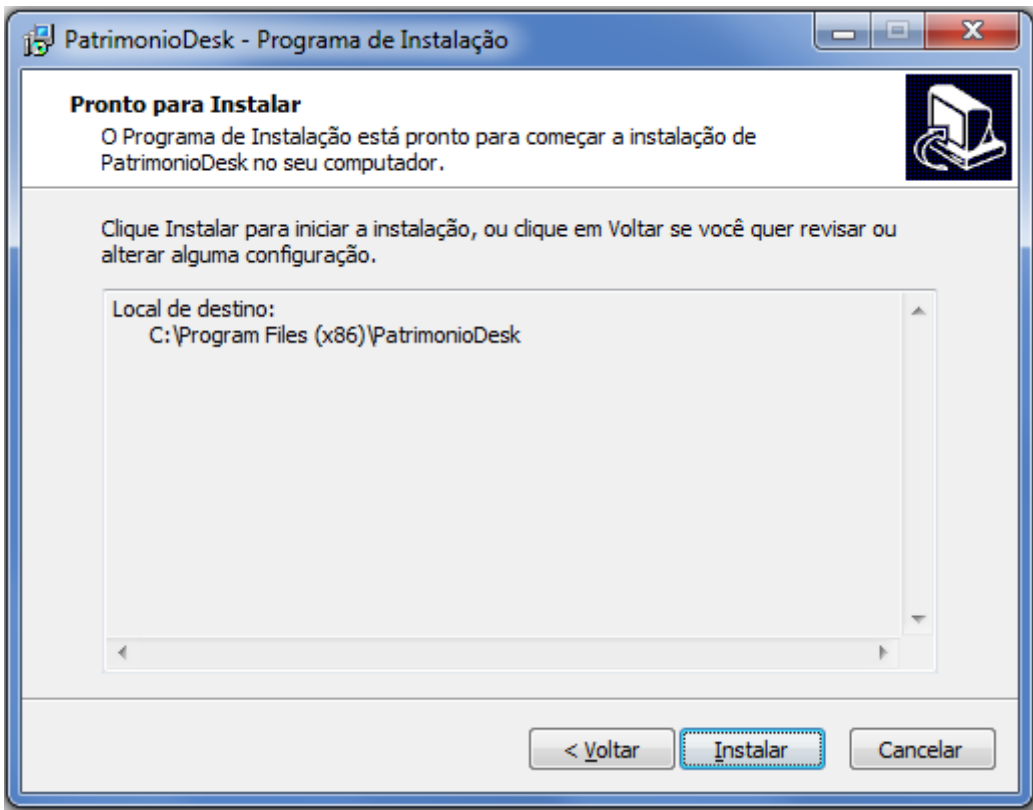 PatrimonioDesk - Programa de Instalação
Pronto para Instalar
O Programa de Instalação está pronto para começar a instalação de
PatrimonioDesk no seu computador.
Clique Instalar para iniciar a instalação, ou clique em Voltar se você quer revisar ou
alterar alguma configuração.
Local de destino:
C:\Program Files (x86)\PatrimonioDesk
< Voltar
Instalar
Cancelar